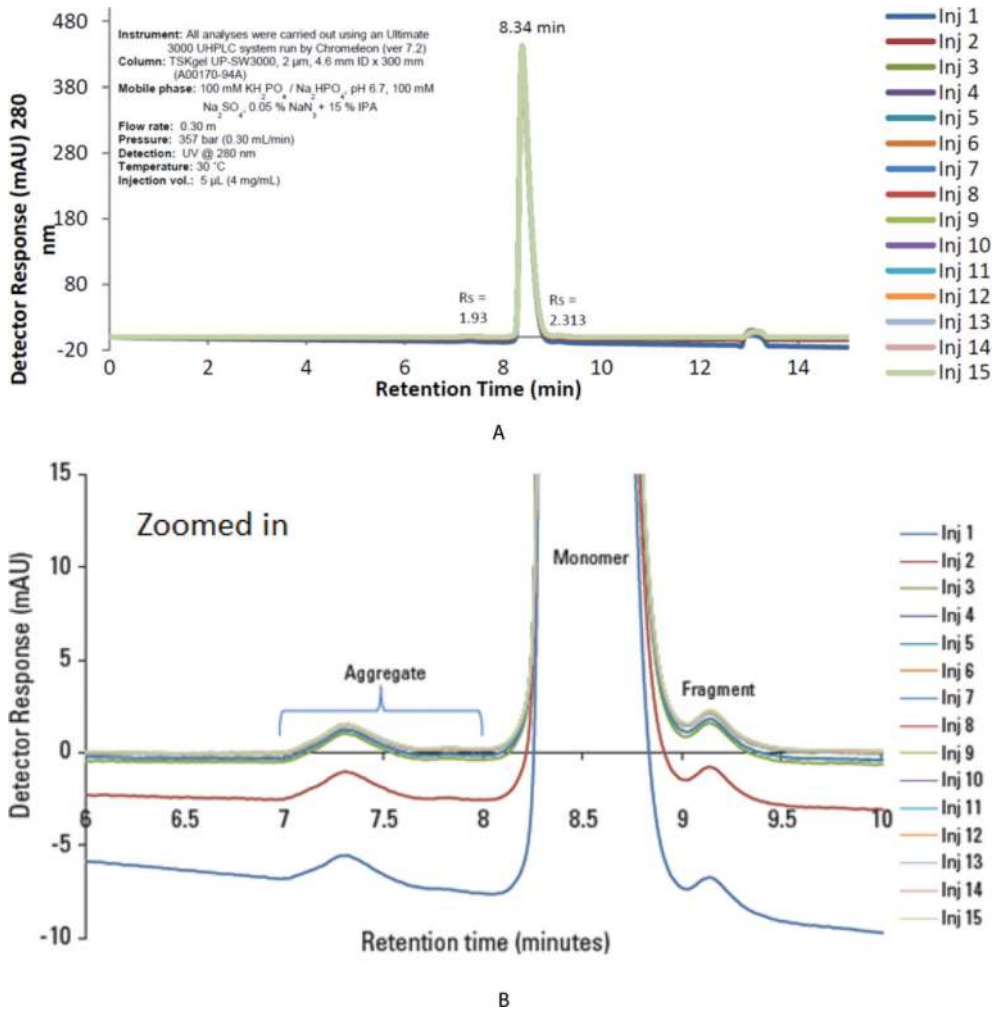 Detector Response (mAU) 280
nm
480
380
280
180
80
-20
Instrument: All analyses were carried out using an Ultimate
3000 UHPLC system run by Chromeleon (ver 7.2)
Column: TSKgel UP-SW3000, 2 µm, 4.6 mm ID x 300 mm
(A00170-94A)
Mobile phase: 100 mM KH2PO4 / Na2HPO4, pH 6.7, 100 mM
Na2SO4, 0.05 % NaN3 + 15 % IPA
Flow rate: 0.30 m
Pressure: 357 bar (0.30 mL/min)
Detection: UV @ 280 nm
Temperature: 30 °C
Injection vol.: 5 µL (4 mg/mL)
8.34 min
Rs =
1.93
Rs =
2.313
0 2 4 6 8 10 12 14
Retention Time (min)
Inj 1
Inj 2
Inj 3
Inj 4
Inj 5
Inj 6
Inj 7
Inj 8
Inj 9
Inj 10
Inj 11
Inj 12
Inj 13
Inj 14
Inj 15
A
Detector Response (mAU)
15
10
5
0
-5
-10
Zoomed in
Aggregate
Monomer
Fragment
6 6.5 7 7.5 8 8.5 9 9.5 10
Retention time (minutes)
Inj 1
Inj 2
Inj 3
Inj 4
Inj 5
Inj 6
Inj 7
Inj 8
Inj 9
Inj 10
Inj 11
Inj 12
Inj 13
Inj 14
Inj 15
B